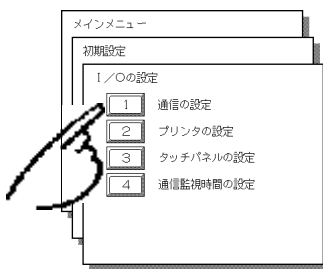 メインメニュー
初期設定
I/Oの設定
1 通信の設定
2 プリンタの設定
3 タッチパネルの設定
4 通信監視時間の設定